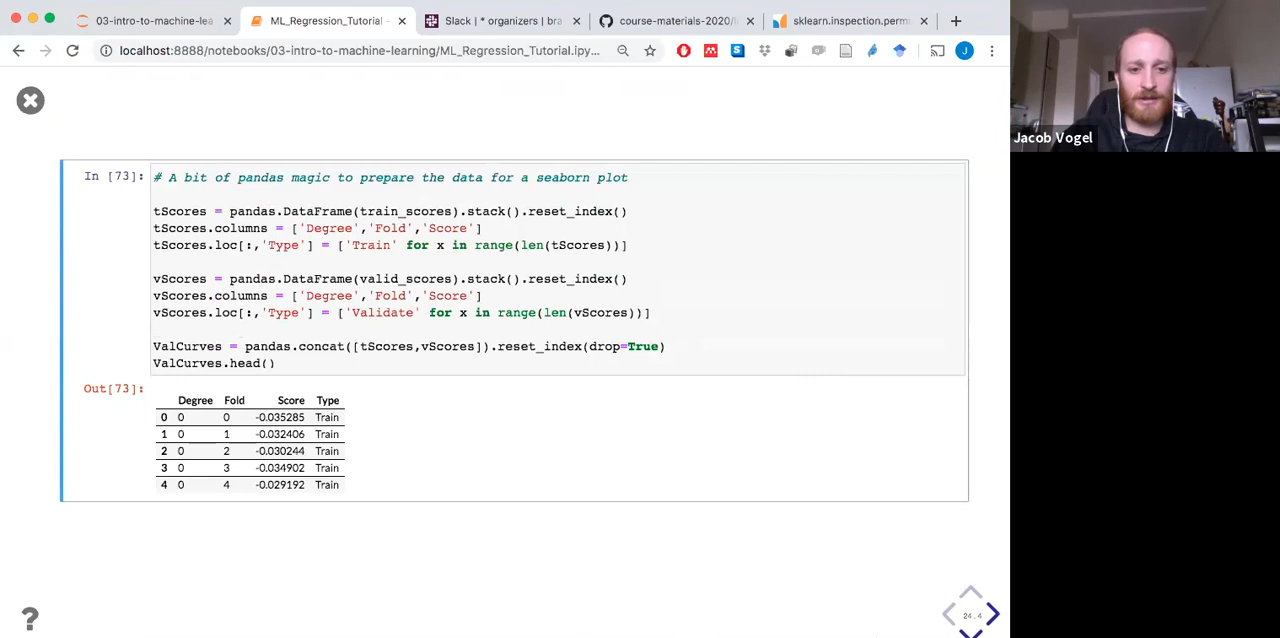 03-intro-to-machine-lea
ML_Regression_Tutorial
Slack | * organizers | bra
course-materials-2020/
sklearn.inspection.perm
localhost:8888/notebooks/03-intro-to-machine-learning/ML_Regression_Tutorial.ipy...
J
Jacob Vogel
In [73]:
# A bit of pandas magic to prepare the data for a seaborn plot
tScores = pandas.DataFrame(train_scores).stack().reset_index()
tScores.columns = ['Degree','Fold','Score']
tScores.loc[:,'Type'] = ['Train' for x in range(len(tScores))]
vScores = pandas.DataFrame(valid_scores).stack().reset_index()
vScores.columns = ['Degree','Fold','Score']
vScores.loc[:,'Type'] = ['Validate' for x in range(len(vScores))]
ValCurves = pandas.concat([tScores,vScores]).reset_index(drop=True)
ValCurves.head()
Out[73]:
Degree Fold Score Type
0 0 0 -0.035285 Train
1 0 1 -0.032406 Train
2 0 2 -0.030244 Train
3 0 3 -0.034902 Train
4 0 4 -0.029192 Train
?
24.4